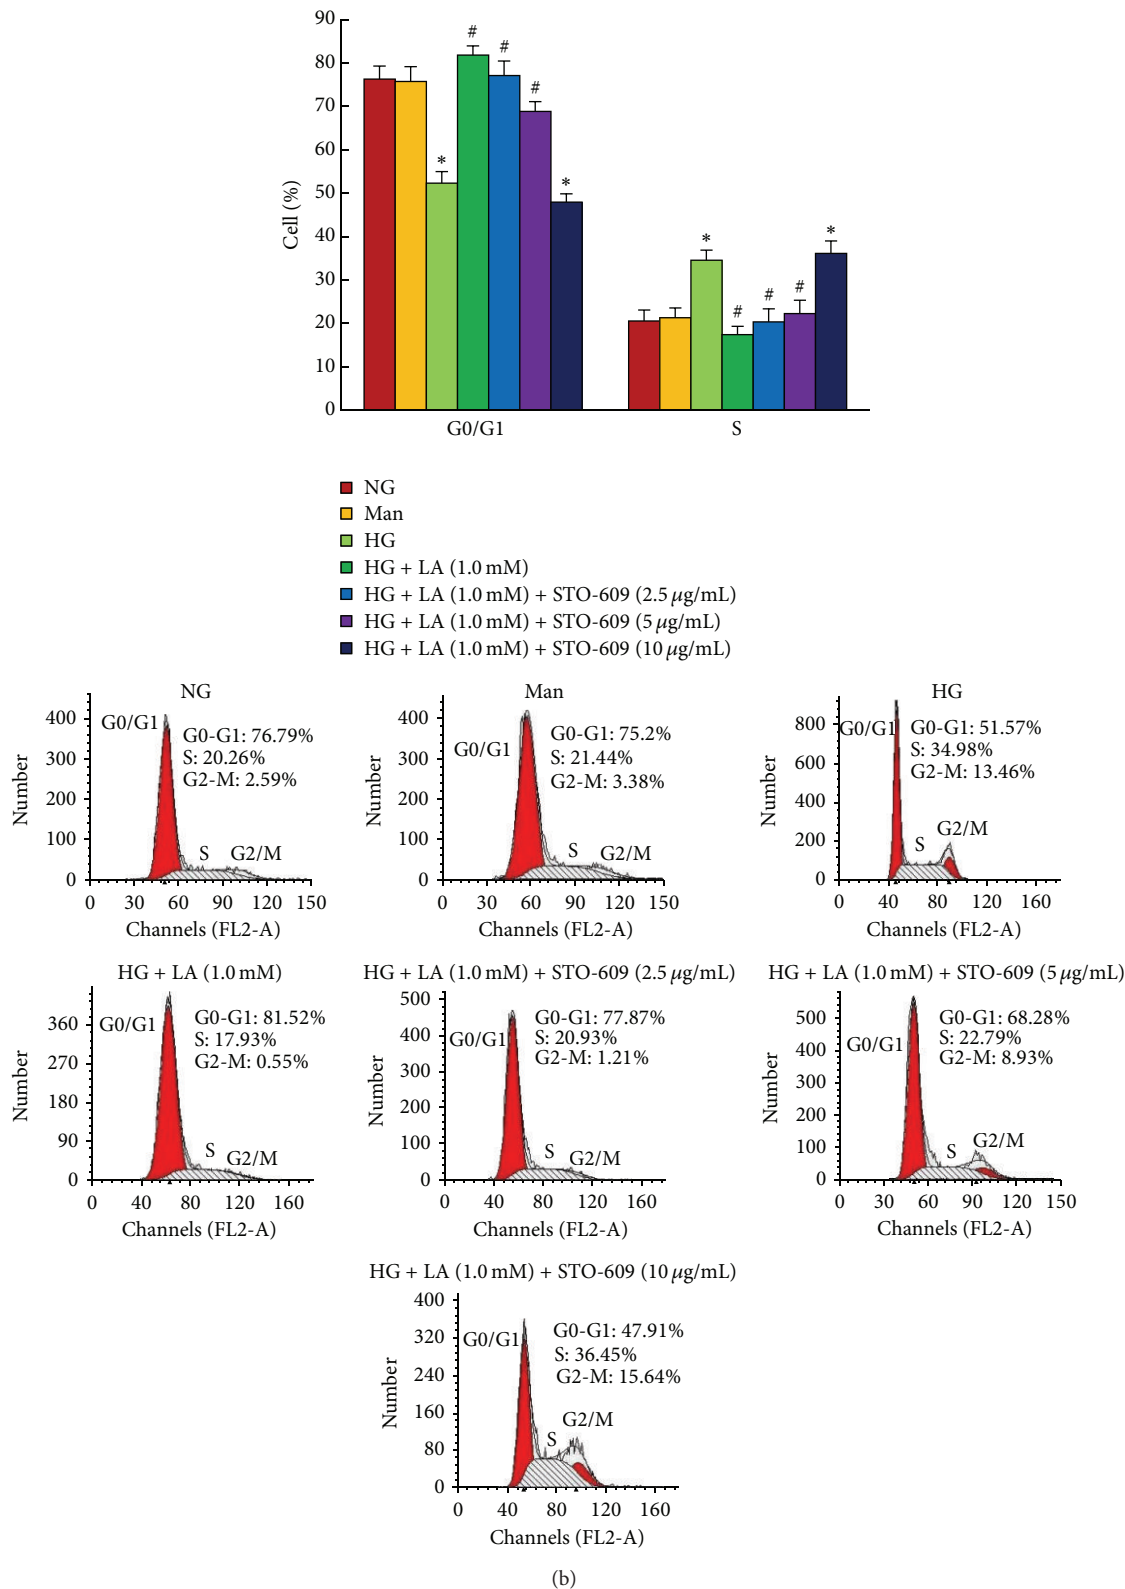 90
80
70
60
50
40
30
20
10
0
Cell (%)
# # # * * * # # # *
G0/G1 S
NG
Man
HG
HG + LA (1.0 mM)
HG + LA (1.0 mM) + STO-609 (2.5 μg/mL)
HG + LA (1.0 mM) + STO-609 (5 μg/mL)
HG + LA (1.0 mM) + STO-609 (10 μg/mL)
NG
G0/G1
G0-G1: 76.79%
S: 20.26%
G2-M: 2.59%
S G2/M
Number
400
300
200
100
0
0 30 60 90 120 150
Channels (FL2-A)
Man
G0/G1
G0-G1: 75.2%
S: 21.44%
G2-M: 3.38%
S G2/M
Number
400
300
200
100
0
0 30 60 90 120 150
Channels (FL2-A)
HG
G0/G1
G0-G1: 51.57%
S: 34.98%
G2-M: 13.46%
S G2/M
Number
800
600
400
200
0
0 40 80 120 160
Channels (FL2-A)
HG + LA (1.0 mM)
G0/G1
G0-G1: 81.52%
S: 17.93%
G2-M: 0.55%
S G2/M
Number
360
270
180
90
0
0 40 80 120 160
Channels (FL2-A)
HG + LA (1.0 mM) + STO-609 (2.5 μg/mL)
G0/G1
G0-G1: 77.87%
S: 20.93%
G2-M: 1.21%
S G2/M
Number
500
400
300
200
100
0
0 40 80 120 160
Channels (FL2-A)
HG + LA (1.0 mM) + STO-609 (5 μg/mL)
G0/G1
G0-G1: 68.28%
S: 22.79%
G2-M: 8.93%
S G2/M
Number
500
400
300
200
100
0
0 30 60 90 120 150
Channels (FL2-A)
HG + LA (1.0 mM) + STO-609 (10 μg/mL)
G0/G1
G0-G1: 47.91%
S: 36.45%
G2-M: 15.64%
S G2/M
Number
400
320
240
160
80
0
0 40 80 120 160
Channels (FL2-A)
(b)